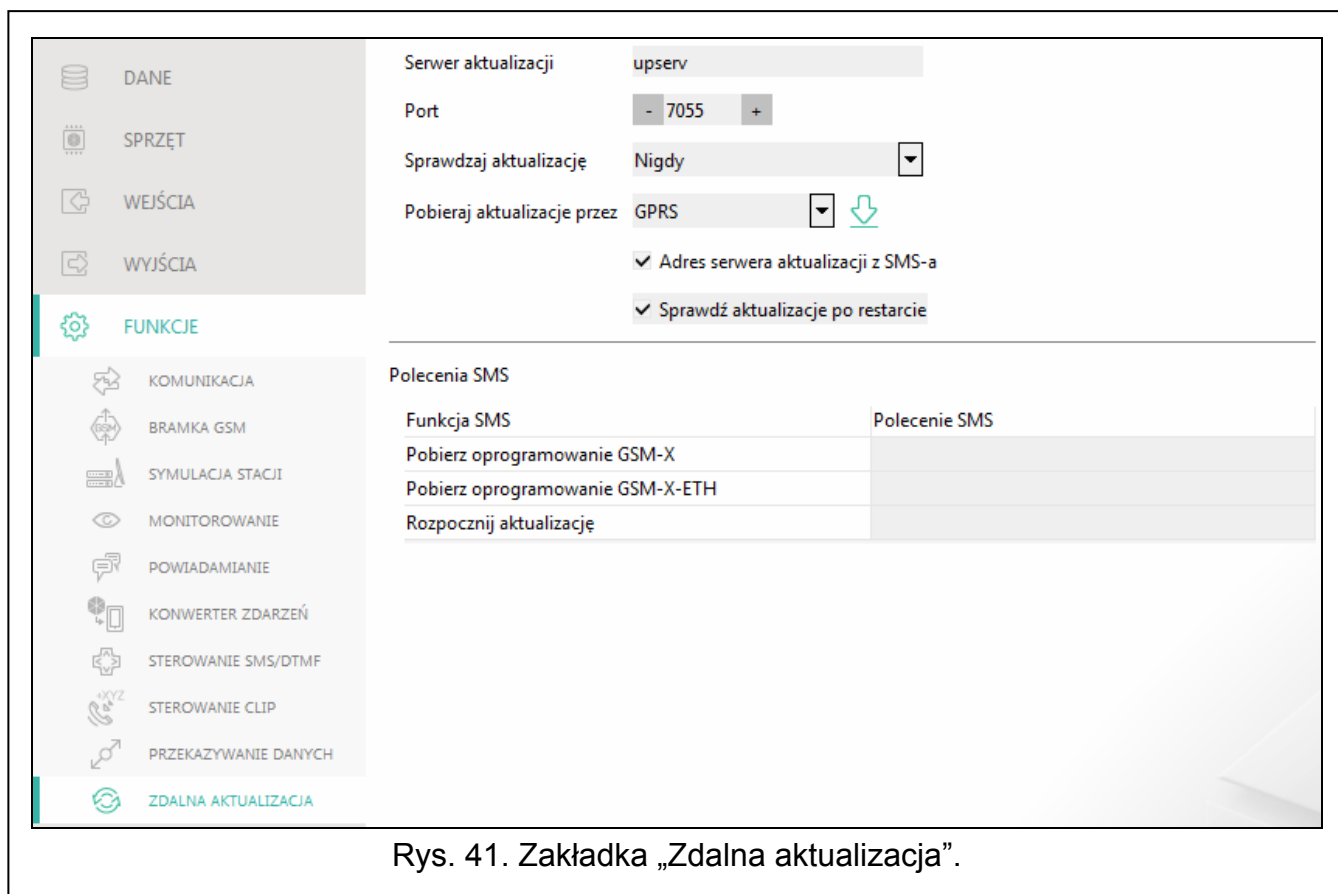 DANE
SPRZĘT
WEJŚCIA
WYJŚCIA
FUNKCJE
KOMUNIKACJA
GSM
BRAMKA GSM
SYMULACJA STACJI
MONITOROWANIE
POWIADAMIANIE
KONWERTER ZDARZEŃ
STEROWANIE SMS/DTMF
+XYZ
STEROWANIE CLIP
PRZEKAZYWANIE DANYCH
ZDALNA AKTUALIZACJA
Serwer aktualizacji upserv
Port - 7055 +
Sprawdzaj aktualizację Nigdy
Pobieraj aktualizacje przez GPRS
Adres serwera aktualizacji z SMS-a
Sprawdź aktualizacje po restarcie
Polecenia SMS
Funkcja SMS Polecenie SMS
Pobierz oprogramowanie GSM-X
Pobierz oprogramowanie GSM-X-ETH
Rozpocznij aktualizację
Rys. 41. Zakładka „Zdalna aktualizacja”.